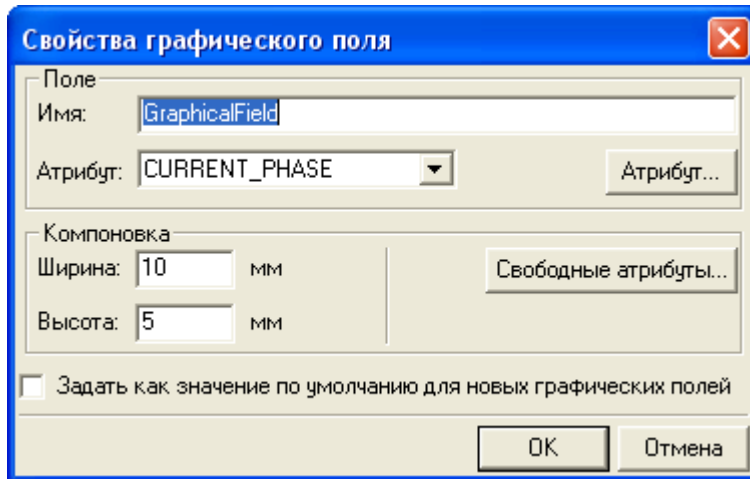 Свойства графического поля
Поле
Имя: GraphicalField
Атрибут: CURRENT_PHASE Атрибут...
Компоновка
Ширина: 10 мм Свободные атрибуты...
Высота: 5 мм
Задать как значение по умолчанию для новых графических полей
OK Отмена